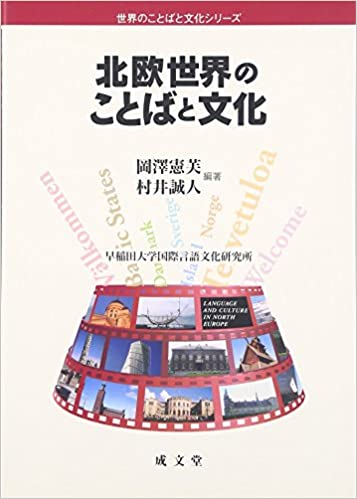 世界のことばと文化シリーズ
北欧世界の
ことばと文化
岡澤憲芙
村井誠人
編著
Välkommen
Baltic States
Danmark
Sverige
Island
Norge
Tervetuloa
Welcome
早稲田大学国際言語文化研究所
LANGUAGE
AND CULTURE
IN NORTH
EUROPE
成文堂